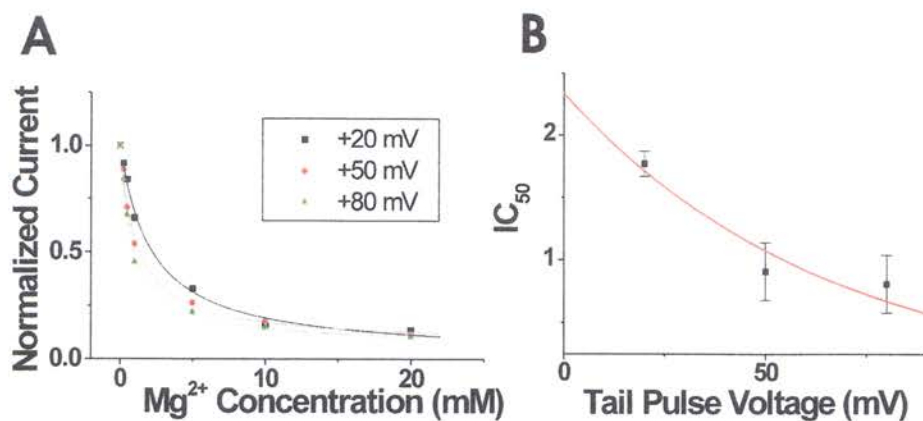 A
Normalized Current
1.0
0.5
0.0
+20 mV
+50 mV
+80 mV
0
10
20
Mg²⁺ Concentration (mM)
B
IC₅₀
2
1
0
50
Tail Pulse Voltage (mV)